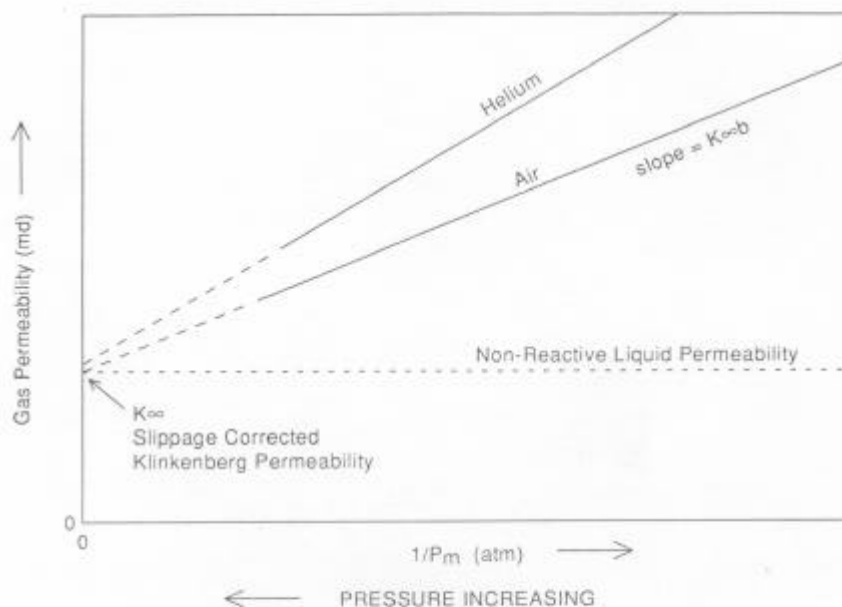 Helium
Air
slope = K∞b
Gas Permeability (md)
Non-Reactive Liquid Permeability
K∞
Slippage Corrected
Klinkenberg Permeability
0
0
1/Pm (atm)
PRESSURE INCREASING